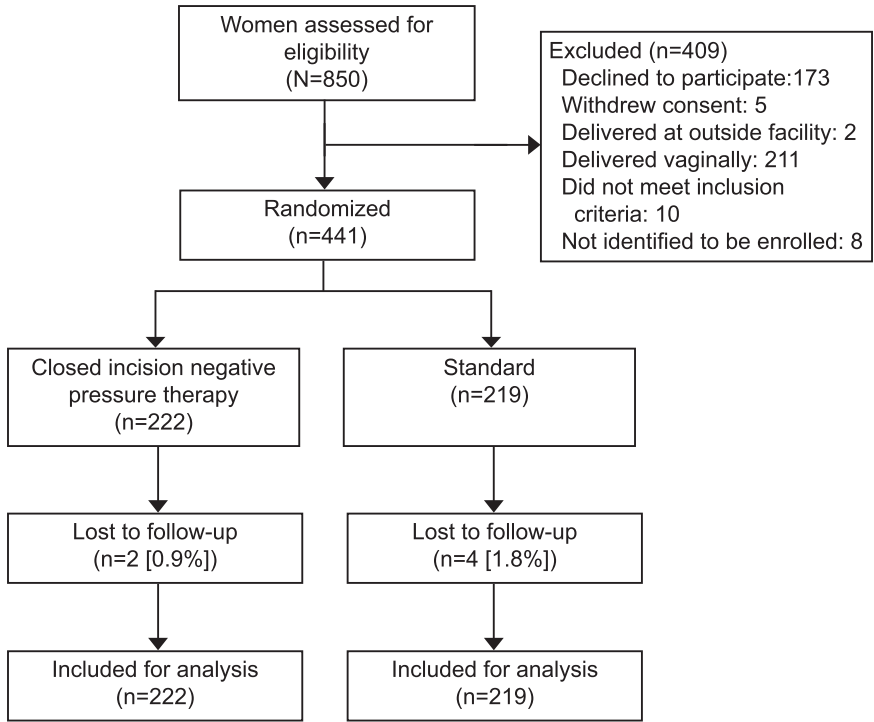 Women assessed for
eligibility
(N=850)
Excluded (n=409)
Declined to participate:173
Withdrew consent: 5
Delivered at outside facility: 2
Delivered vaginally: 211
Did not meet inclusion
criteria: 10
Not identified to be enrolled: 8
Randomized
(n=441)
Closed incision negative
pressure therapy
(n=222)
Standard
(n=219)
Lost to follow-up
(n=2 [0.9%])
Lost to follow-up
(n=4 [1.8%])
Included for analysis
(n=222)
Included for analysis
(n=219)